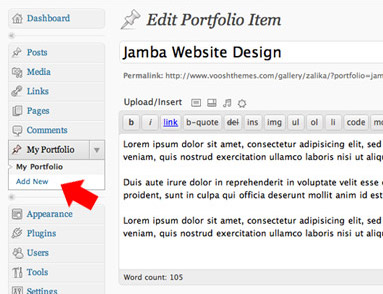 Dashboard
Posts
Media
Links
Pages
Comments
My Portfolio
My Portfolio
Add New
Appearance
Plugins
Users
Tools
Settings
Edit Portfolio Item
Jamba Website Design
Permalink: http://www.vooshthemes.com/gallery/zalika/?portfolio=jam
Upload/Insert
b i link b-quote del ins img ul ol li code mo
Lorem ipsum dolor sit amet, consectetur adipisicing elit, sed
veniam, quis nostrud exercitation ullamco laboris nisi ut aliqu
Duis aute irure dolor in reprehenderit in voluptate velit esse
proident, sunt in culpa qui officia deserunt mollit anim id est
Lorem ipsum dolor sit amet, consectetur adipisicing elit, sed
veniam, quis nostrud exercitation ullamco laboris nisi ut aliqu
Word count: 105